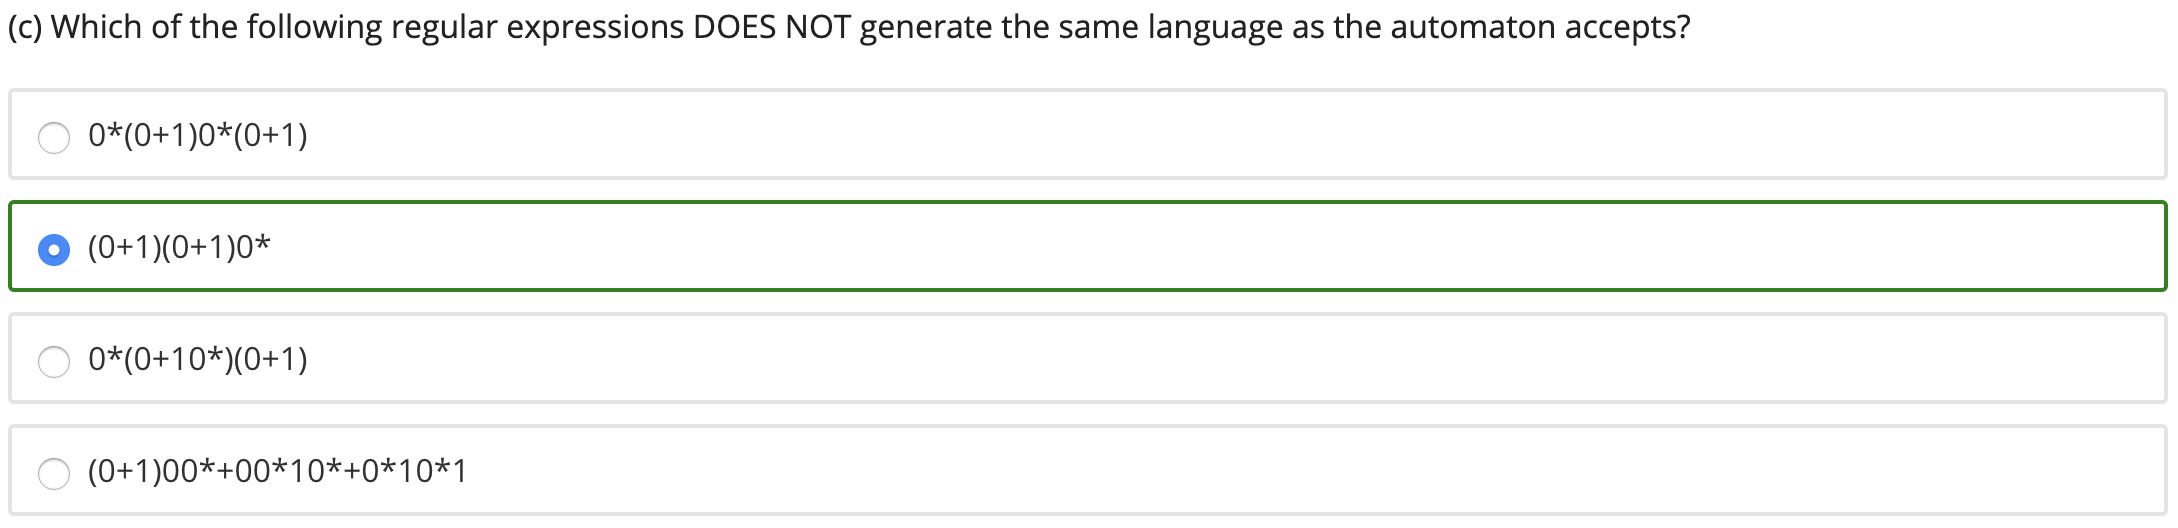 (c) Which of the following regular expressions DOES NOT generate the same language as the automaton accepts?
0*(0+1)0*(0+1)
(0+1)(0+1)0*
0*(0+10*)(0+1)
(0+1)00*+00*10*+0*10*1